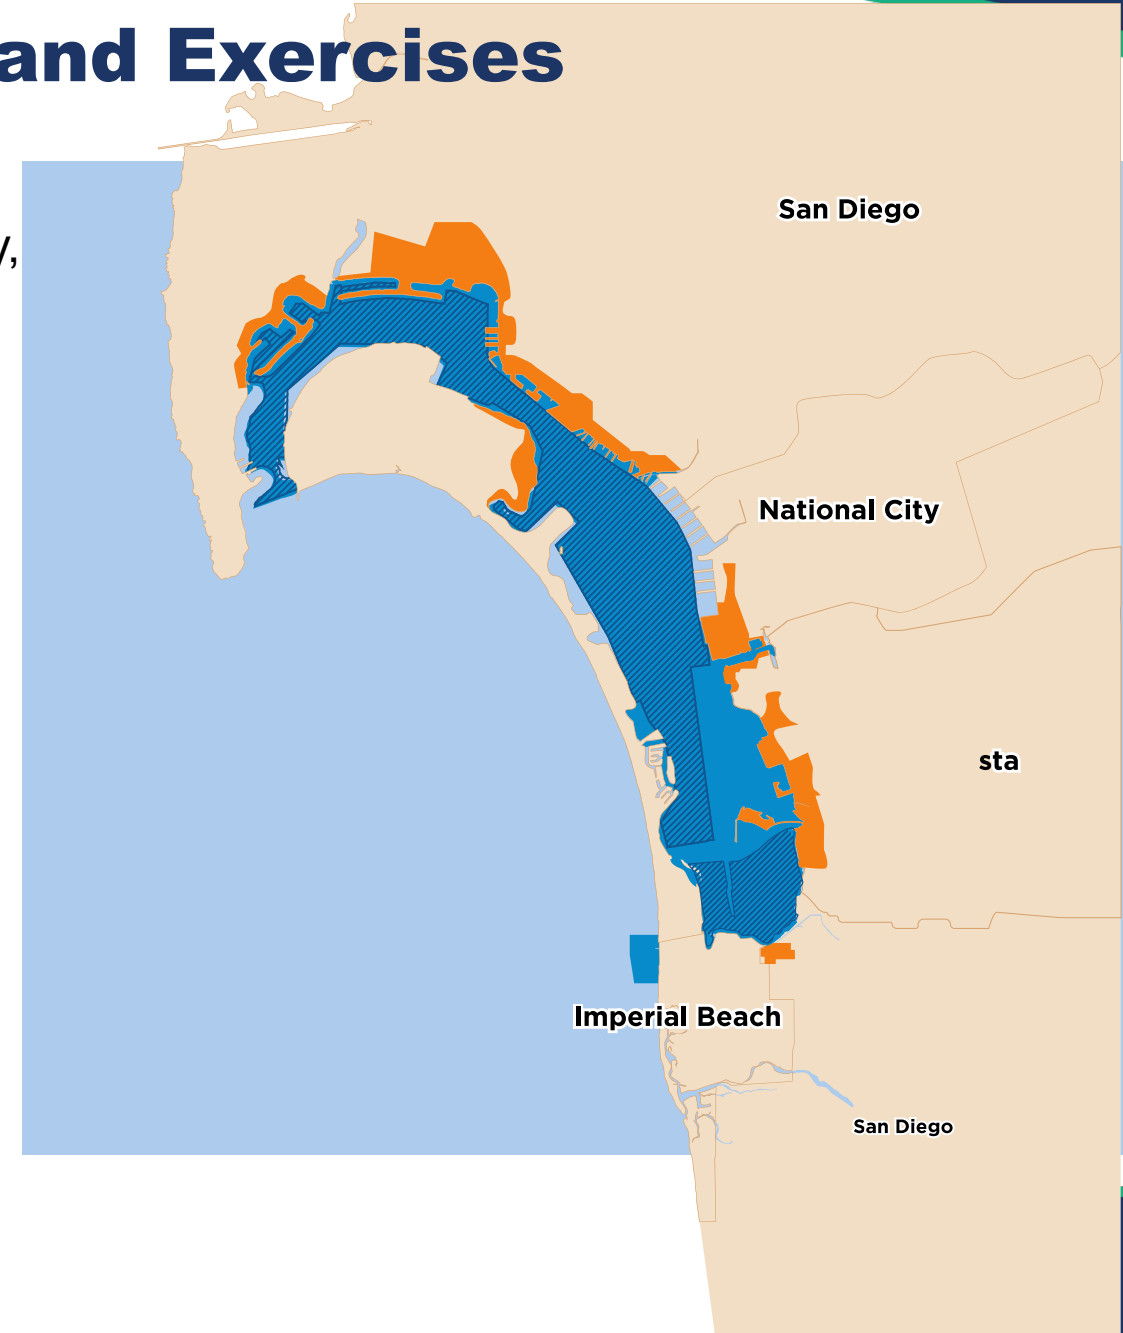 and Exercises
San Diego
y,
National City
sta
Imperial Beach
San Diego